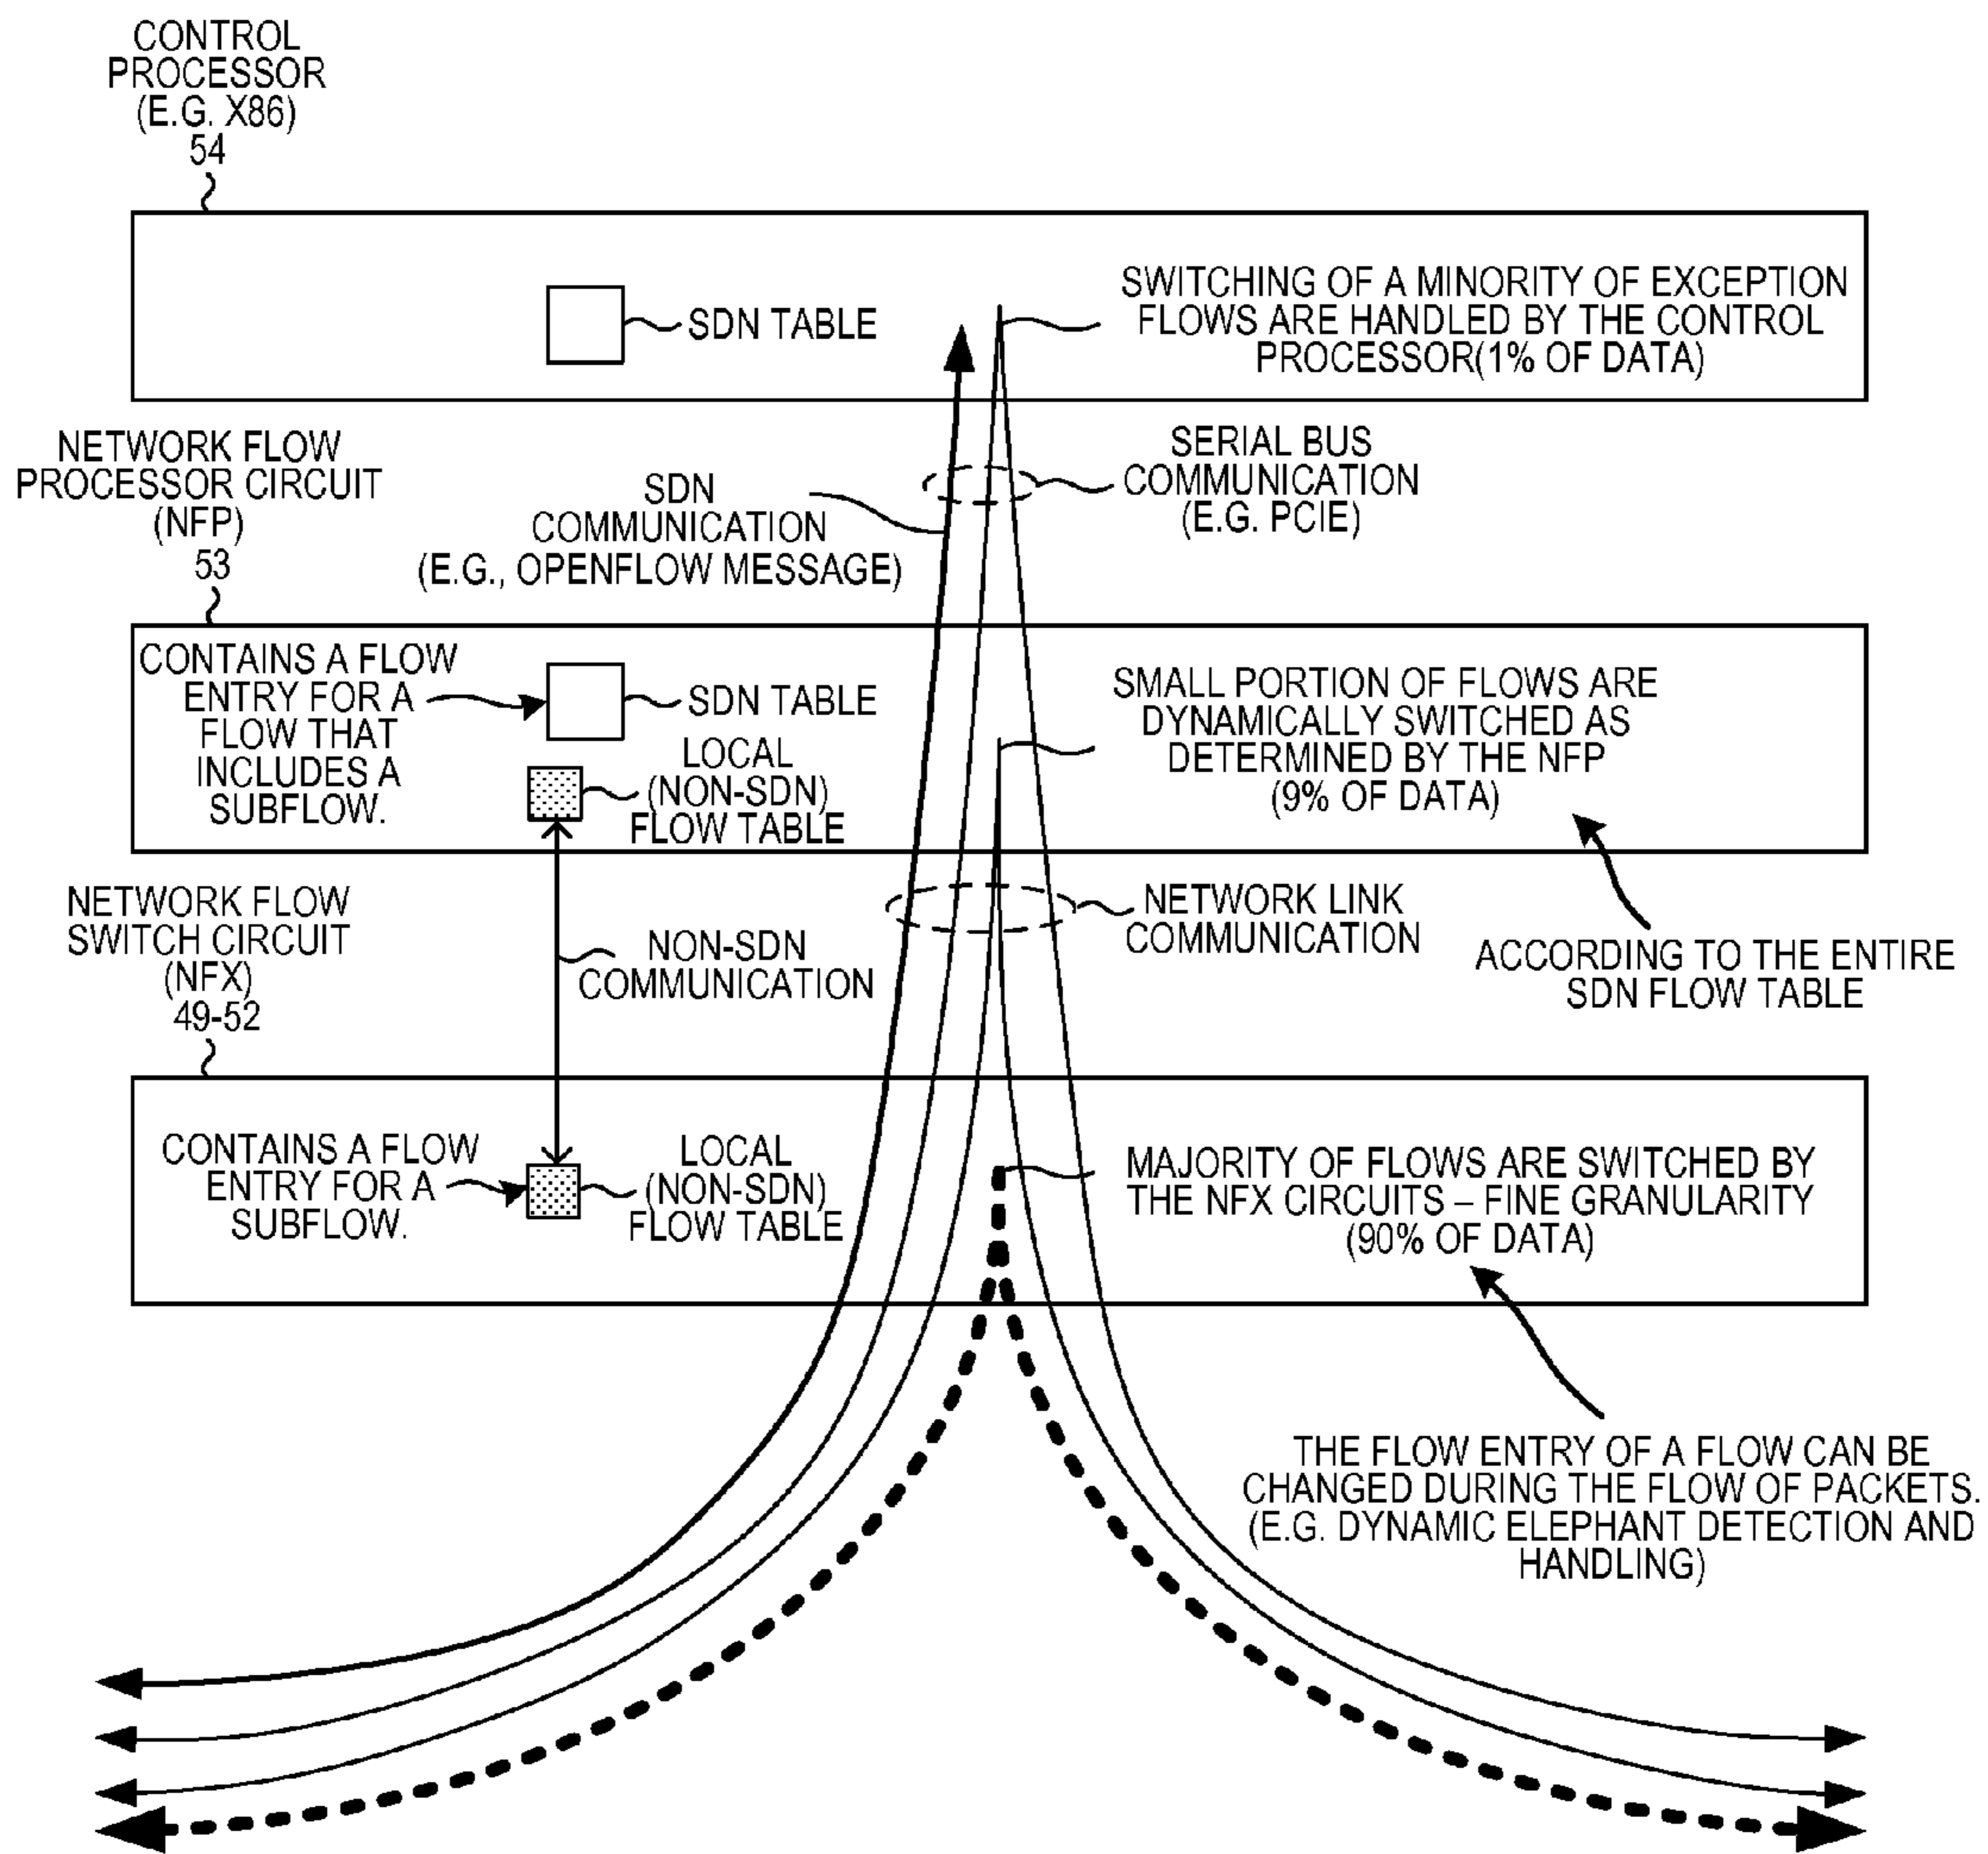 CONTROL
PROCESSOR
(E.G. X86)
54
SDN TABLE
SWITCHING OF A MINORITY OF EXCEPTION
FLOWS ARE HANDLED BY THE CONTROL
PROCESSOR(1% OF DATA)
NETWORK FLOW
PROCESSOR CIRCUIT
(NFP)
53
SDN
COMMUNICATION
(E.G., OPENFLOW MESSAGE)
SERIAL BUS
COMMUNICATION
(E.G. PCIE)
CONTAINS A FLOW
ENTRY FOR A
FLOW THAT
INCLUDES A
SUBFLOW.
SDN TABLE
LOCAL
(NON-SDN)
FLOW TABLE
SMALL PORTION OF FLOWS ARE
DYNAMICALLY SWITCHED AS
DETERMINED BY THE NFP
(9% OF DATA)
NETWORK FLOW
SWITCH CIRCUIT
(NFX)
49-52
NON-SDN
COMMUNICATION
NETWORK LINK
COMMUNICATION
ACCORDING TO THE ENTIRE
SDN FLOW TABLE
CONTAINS A FLOW
ENTRY FOR A
SUBFLOW.
LOCAL
(NON-SDN)
FLOW TABLE
MAJORITY OF FLOWS ARE SWITCHED BY
THE NFX CIRCUITS – FINE GRANULARITY
(90% OF DATA)
THE FLOW ENTRY OF A FLOW CAN BE
CHANGED DURING THE FLOW OF PACKETS.
(E.G. DYNAMIC ELEPHANT DETECTION AND
HANDLING)